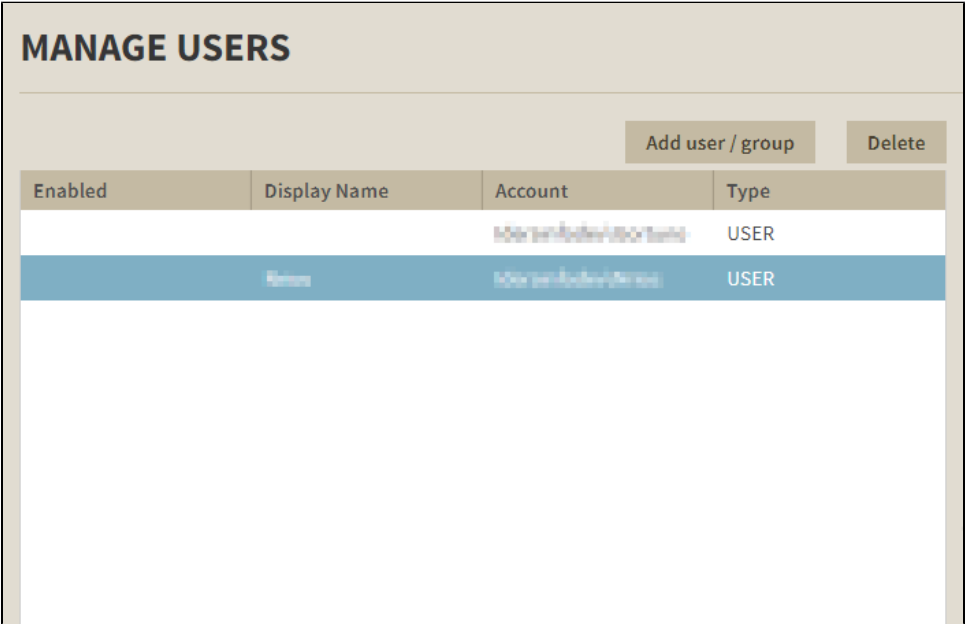 MANAGE USERS
Add user / group Delete
Enabled Display Name Account Type
USER
USER